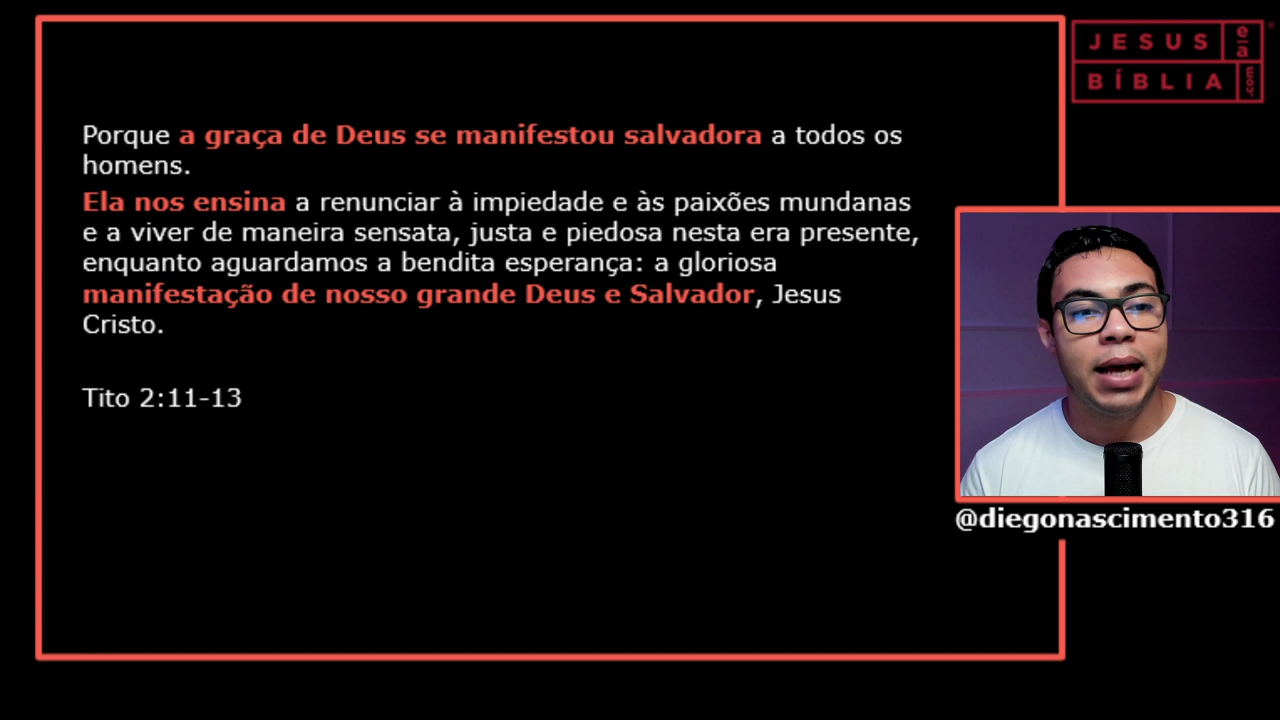 JESUS e a
BÍBLIA .com
Porque a graça de Deus se manifestou salvadora a todos os
homens.
Ela nos ensina a renunciar à impiedade e às paixões mundanas
e a viver de maneira sensata, justa e piedosa nesta era presente,
enquanto aguardamos a bendita esperança: a gloriosa
manifestação de nosso grande Deus e Salvador, Jesus
Cristo.
Tito 2:11-13
@diegonascimento316